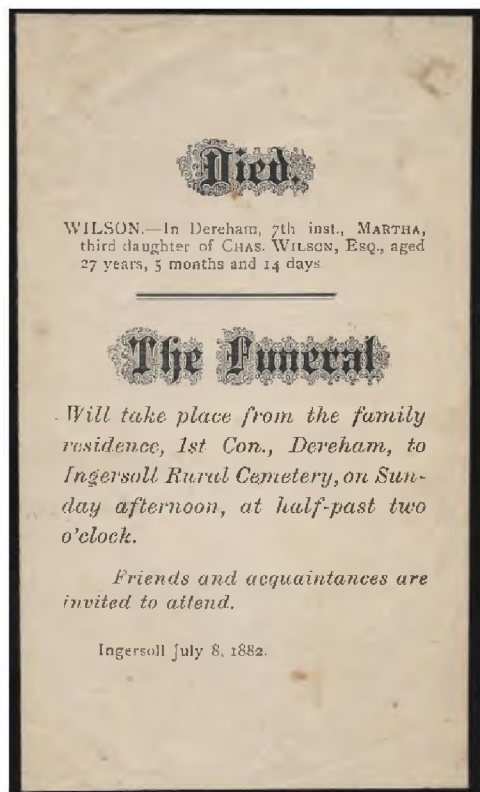 Died.
WILSON.—In Dereham, 7th inst., MARTHA,
third daughter of CHAS. WILSON, ESQ., aged
27 years, 5 months and 14 days.
The Funeral
Will take place from the family
residence, 1st Con., Dereham, to
Ingersoll Rural Cemetery, on Sun-
day afternoon, at half-past two
o'clock.
Friends and acquaintances are
invited to attend.
Ingersoll July 8, 1882.